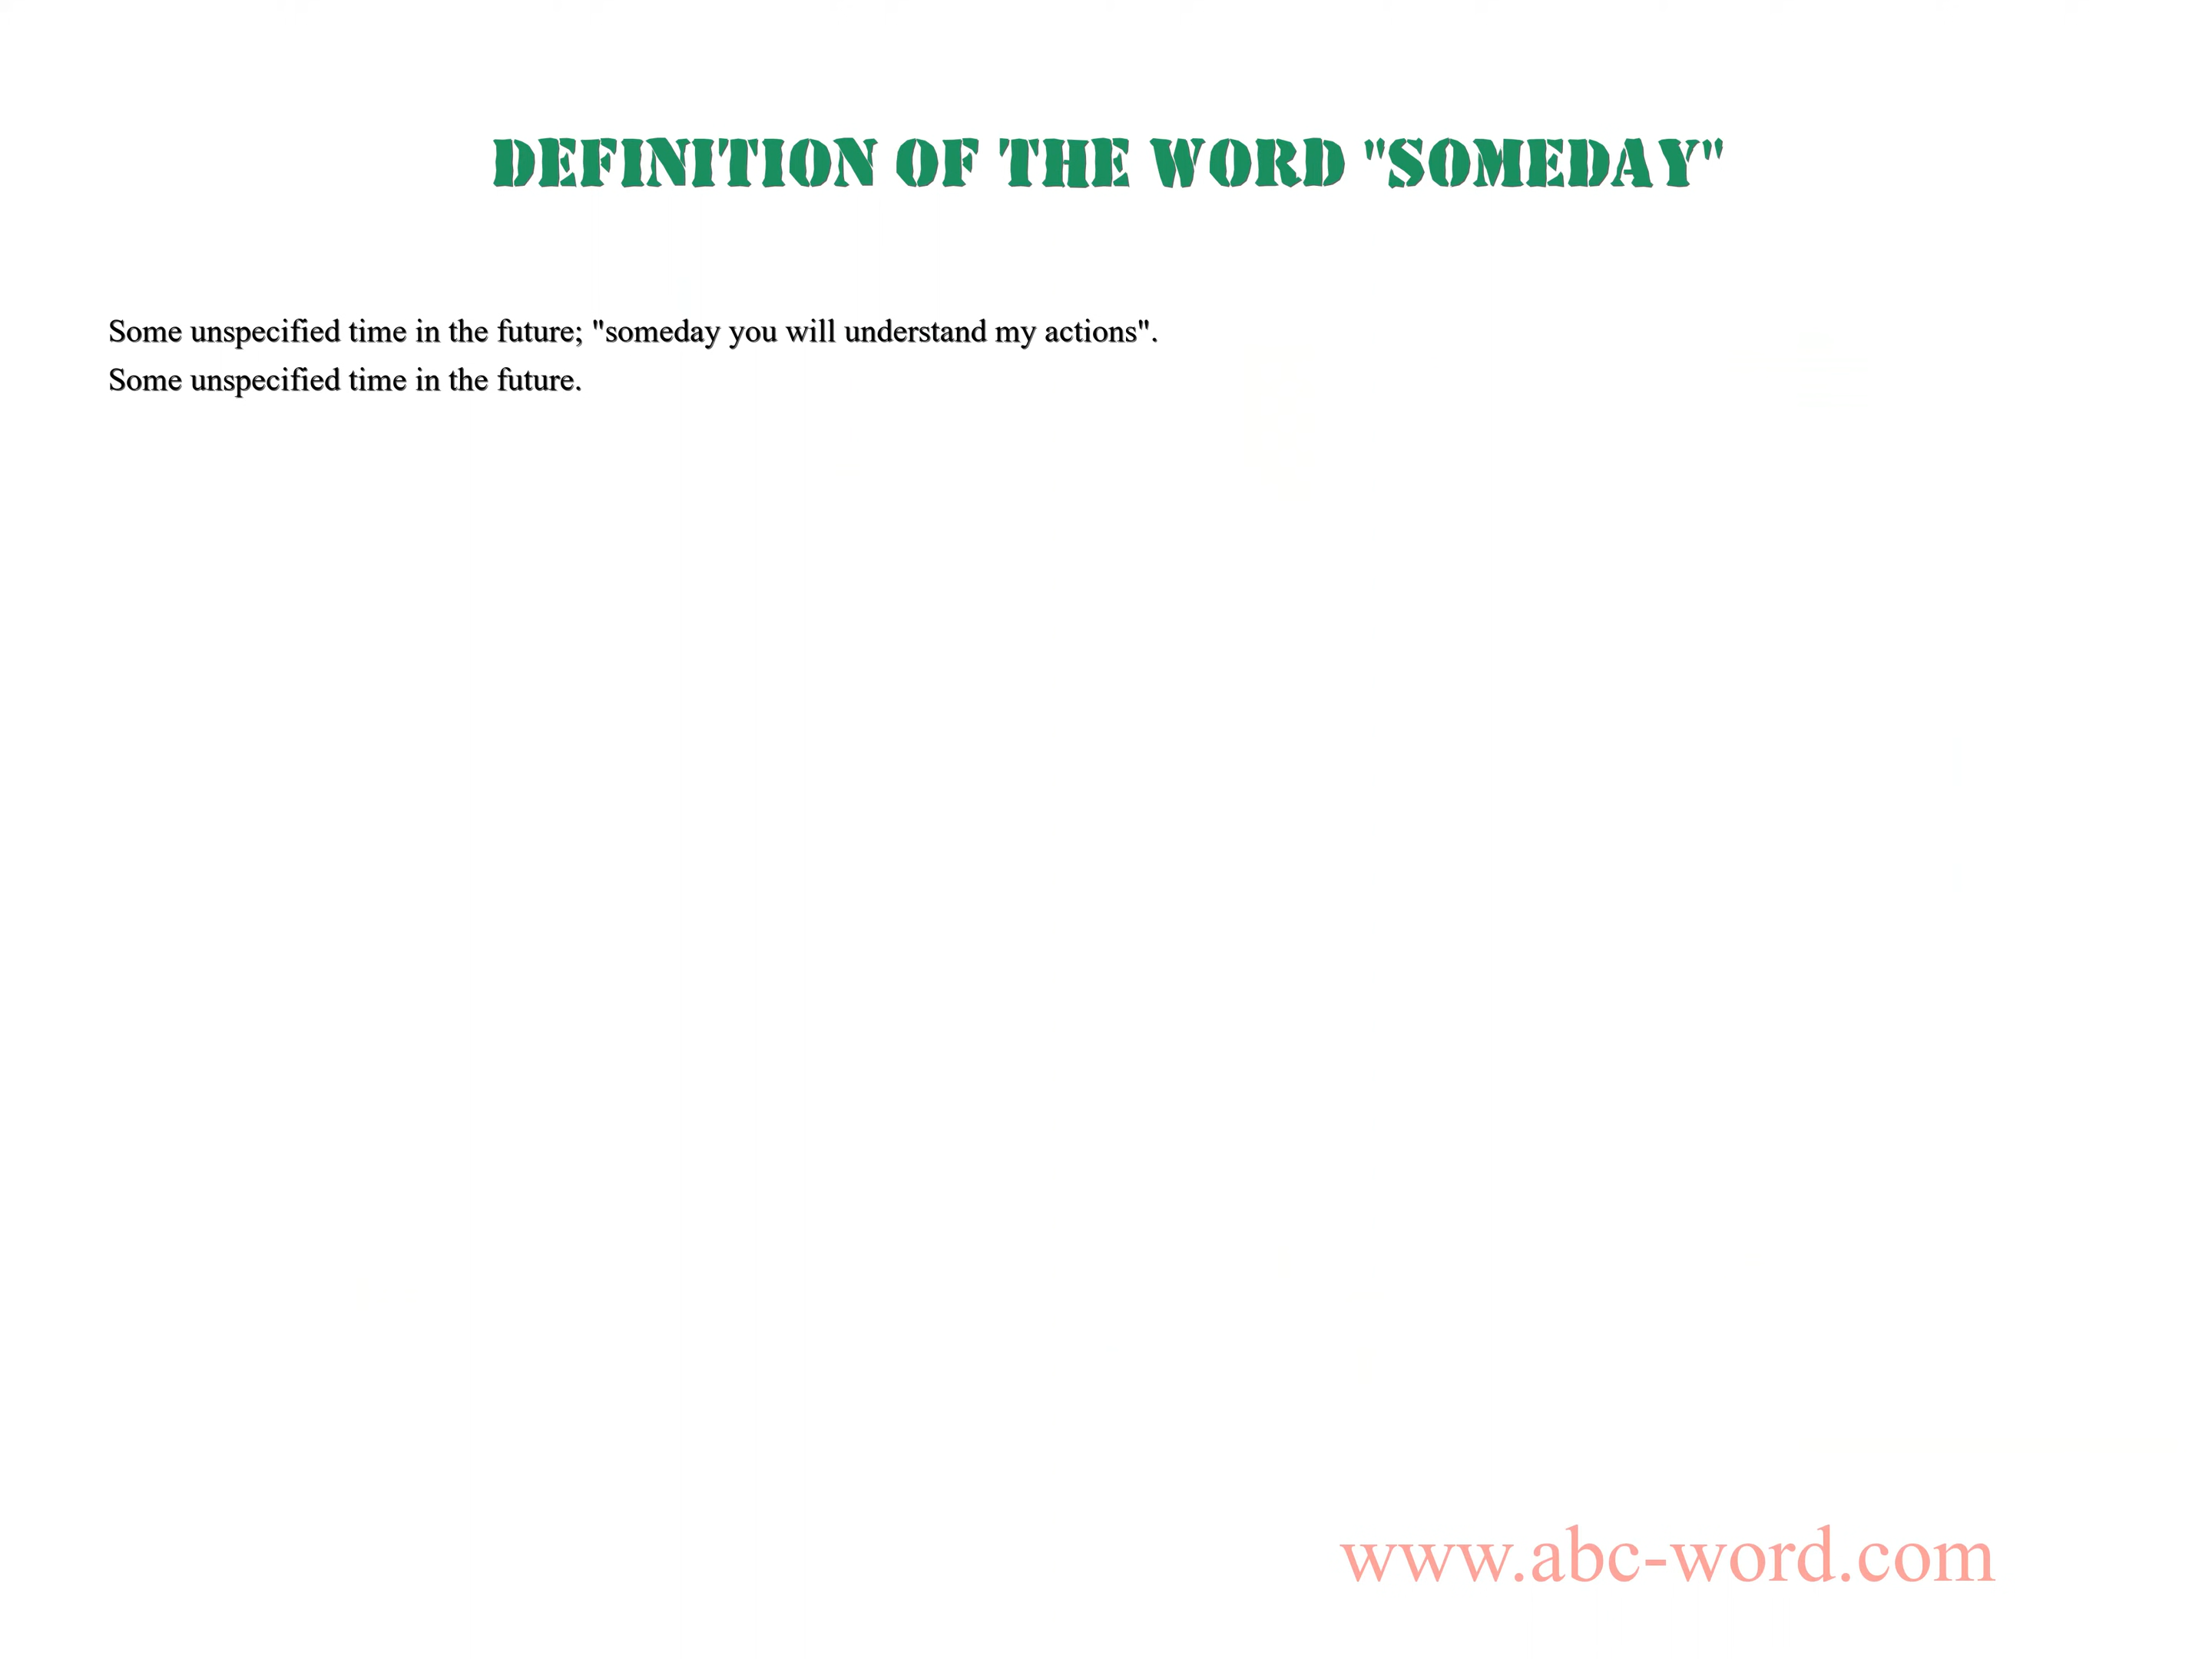 DEFINITION OF THE WORD "SOMEDAY"
Some unspecified time in the future; "someday you will understand my actions".
Some unspecified time in the future.
www.abc-word.com